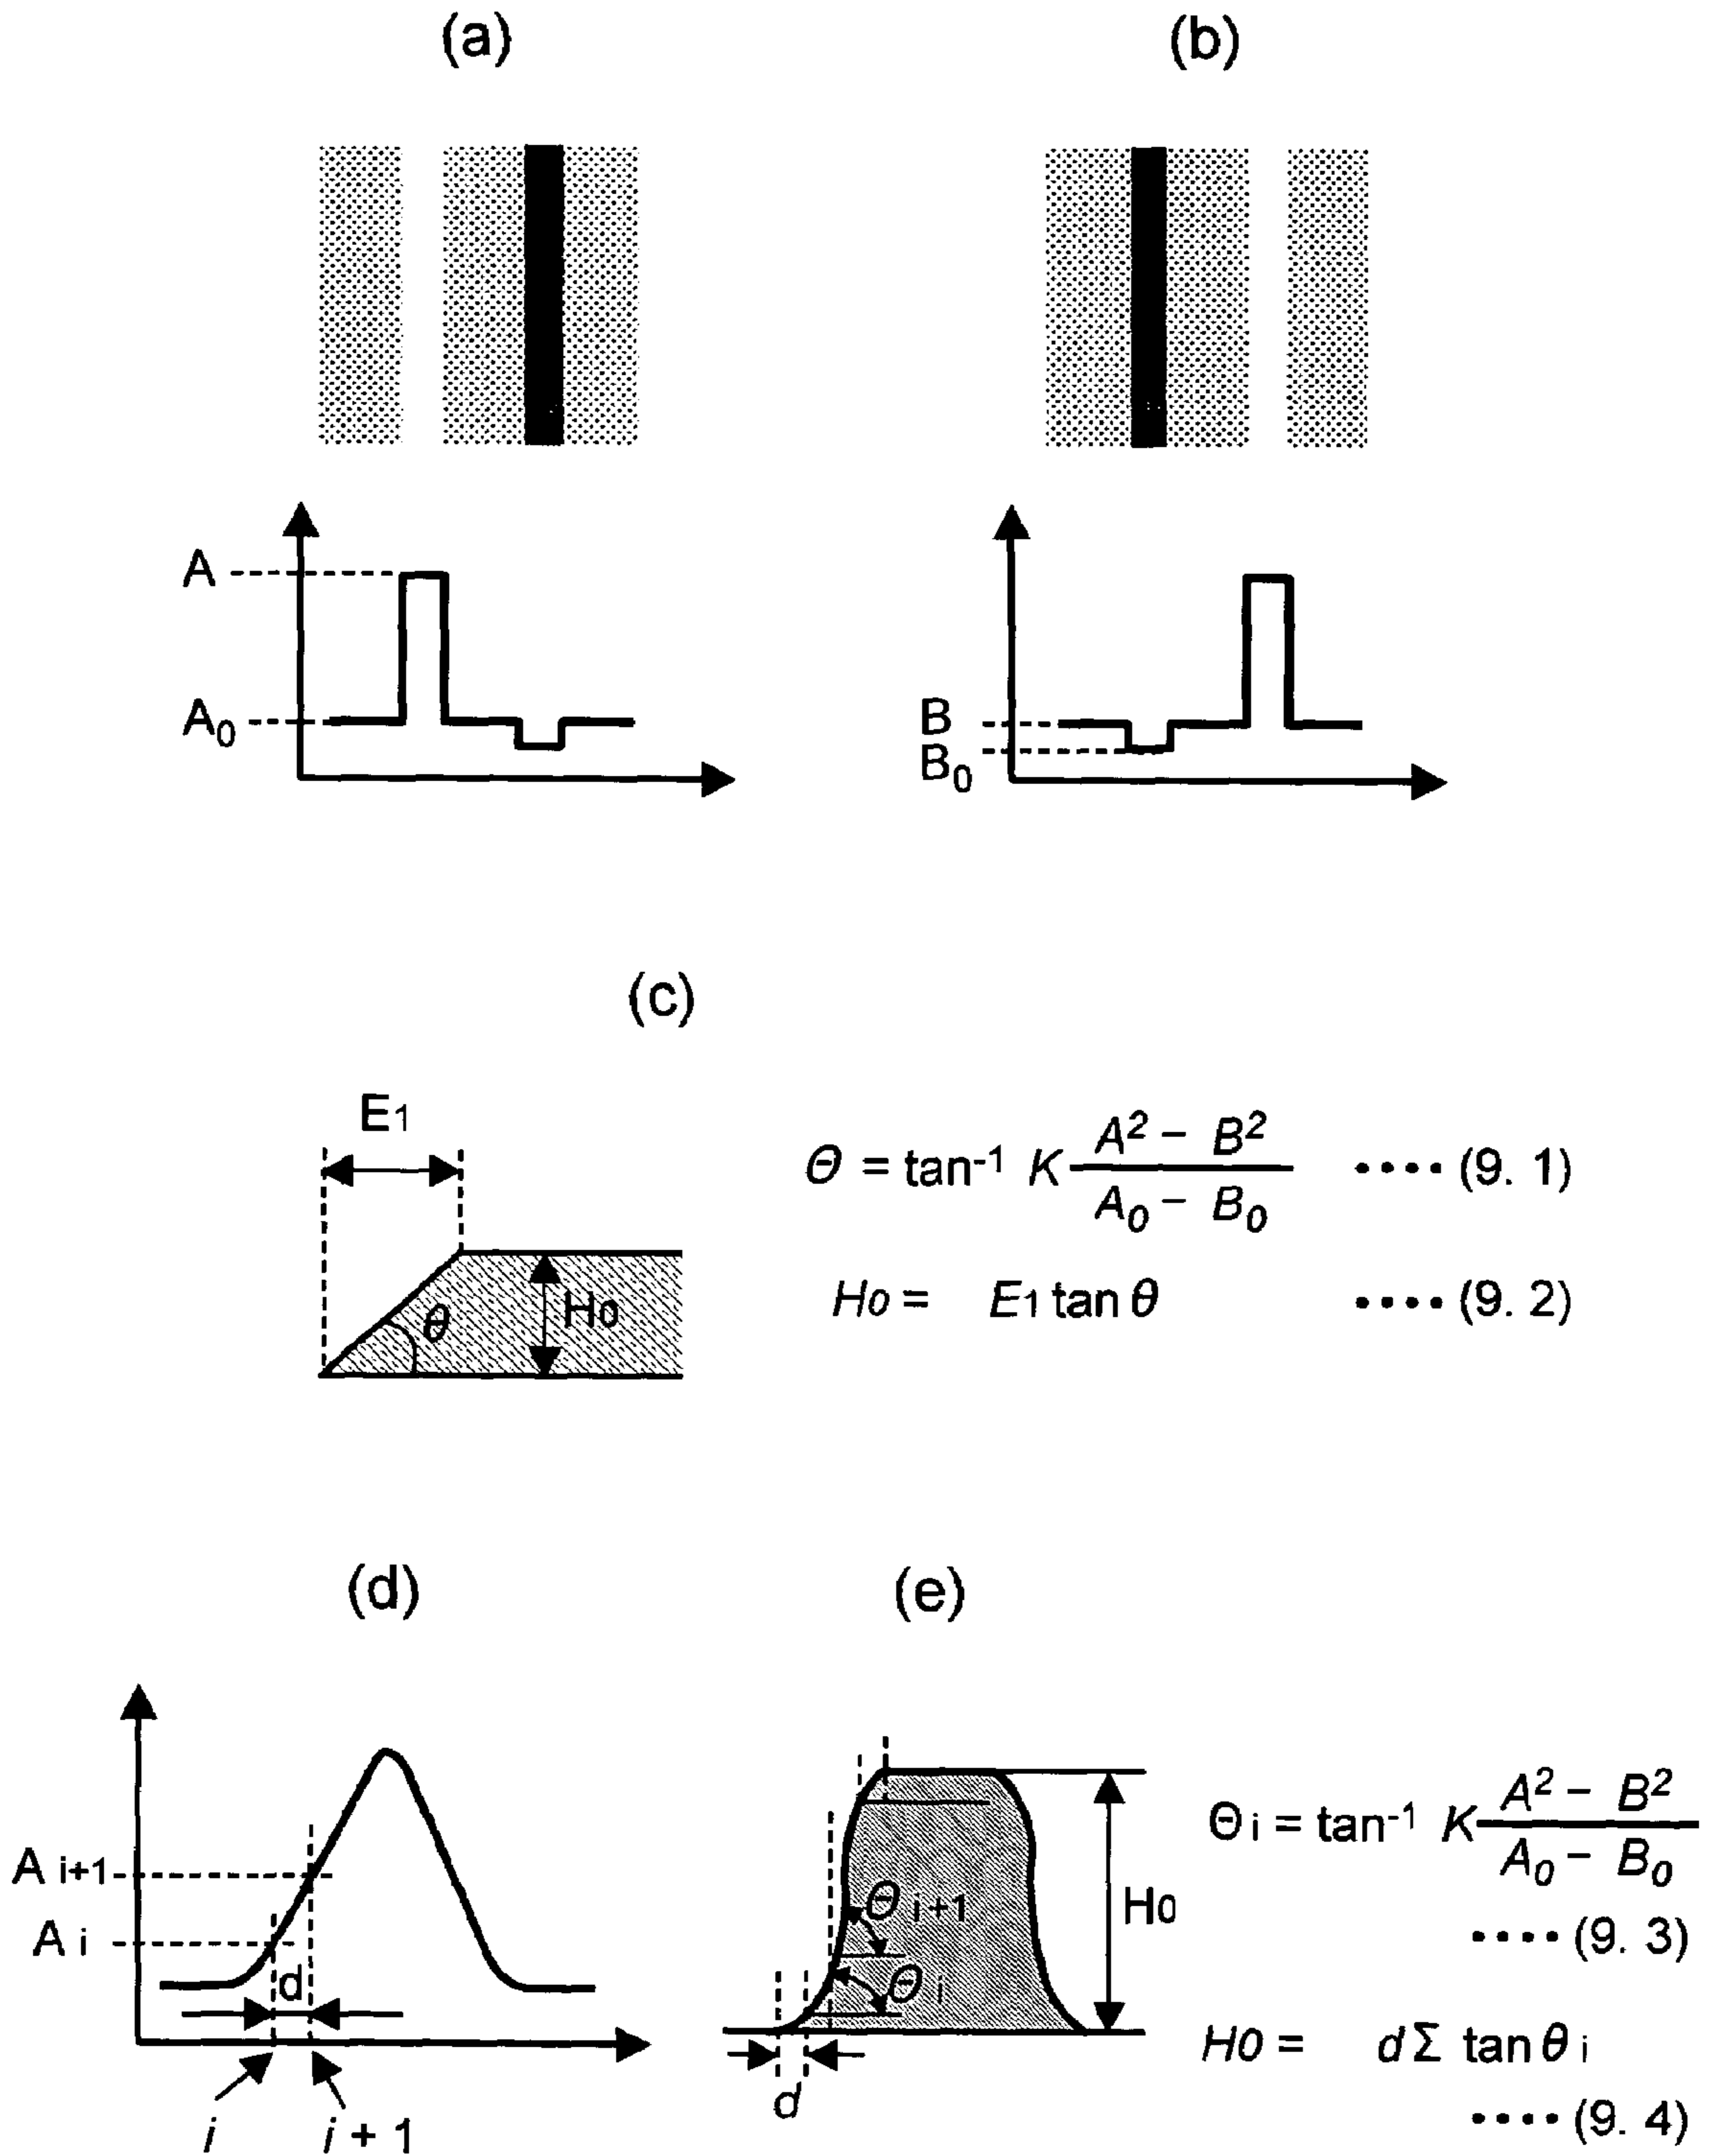 (a)
(b)
A
A0
B
B0
(c)
E1
θ
H0
Θ = tan-1 K A2 − B2 / A0 − B0 ···· (9. 1)
H0 = E1 tan θ ···· (9. 2)
(d)
(e)
A i+1
A i
d
i
i + 1
Θ i+1
Θ i
H0
d
Θ i = tan-1 K A2 − B2 / A0 − B0
···· (9. 3)
H0 = d Σ tan θ i
···· (9. 4)